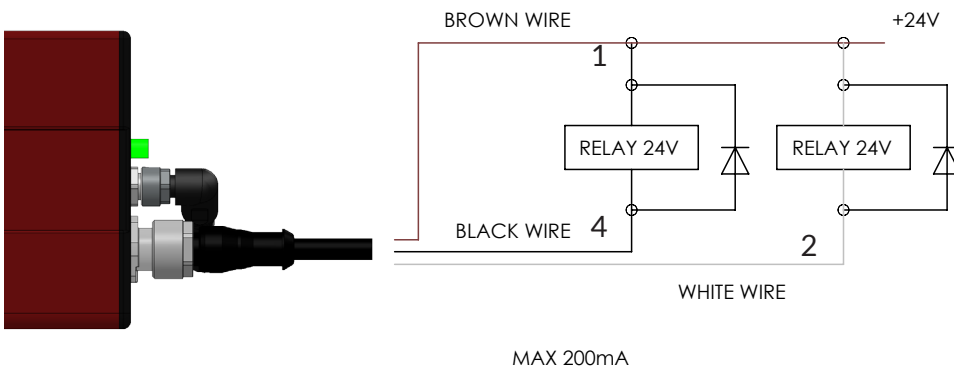 BROWN WIRE
+24V
1
RELAY 24V
RELAY 24V
BLACK WIRE
4
2
WHITE WIRE
MAX 200mA